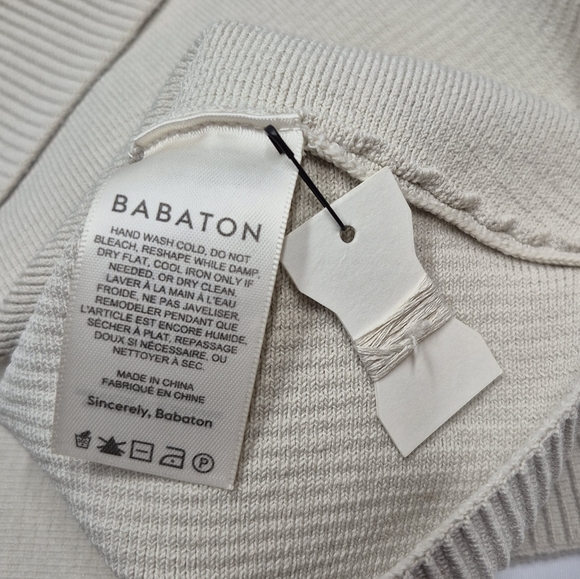 BABATON
HAND WASH COLD, DO NOT
BLEACH, RESHAPE WHILE DAMP,
DRY FLAT, COOL IRON ONLY IF
NEEDED. OR DRY CLEAN.
LAVER À LA MAIN À L'EAU
FROIDE, NE PAS JAVELISER,
REMODELER PENDANT QUE
L'ARTICLE EST ENCORE HUMIDE,
SÉCHER À PLAT, REPASSAGE
DOUX SI NÉCESSAIRE, OU
NETTOYER À SEC.
MADE IN CHINA
FABRIQUÉ EN CHINE
Sincerely, Babaton
P